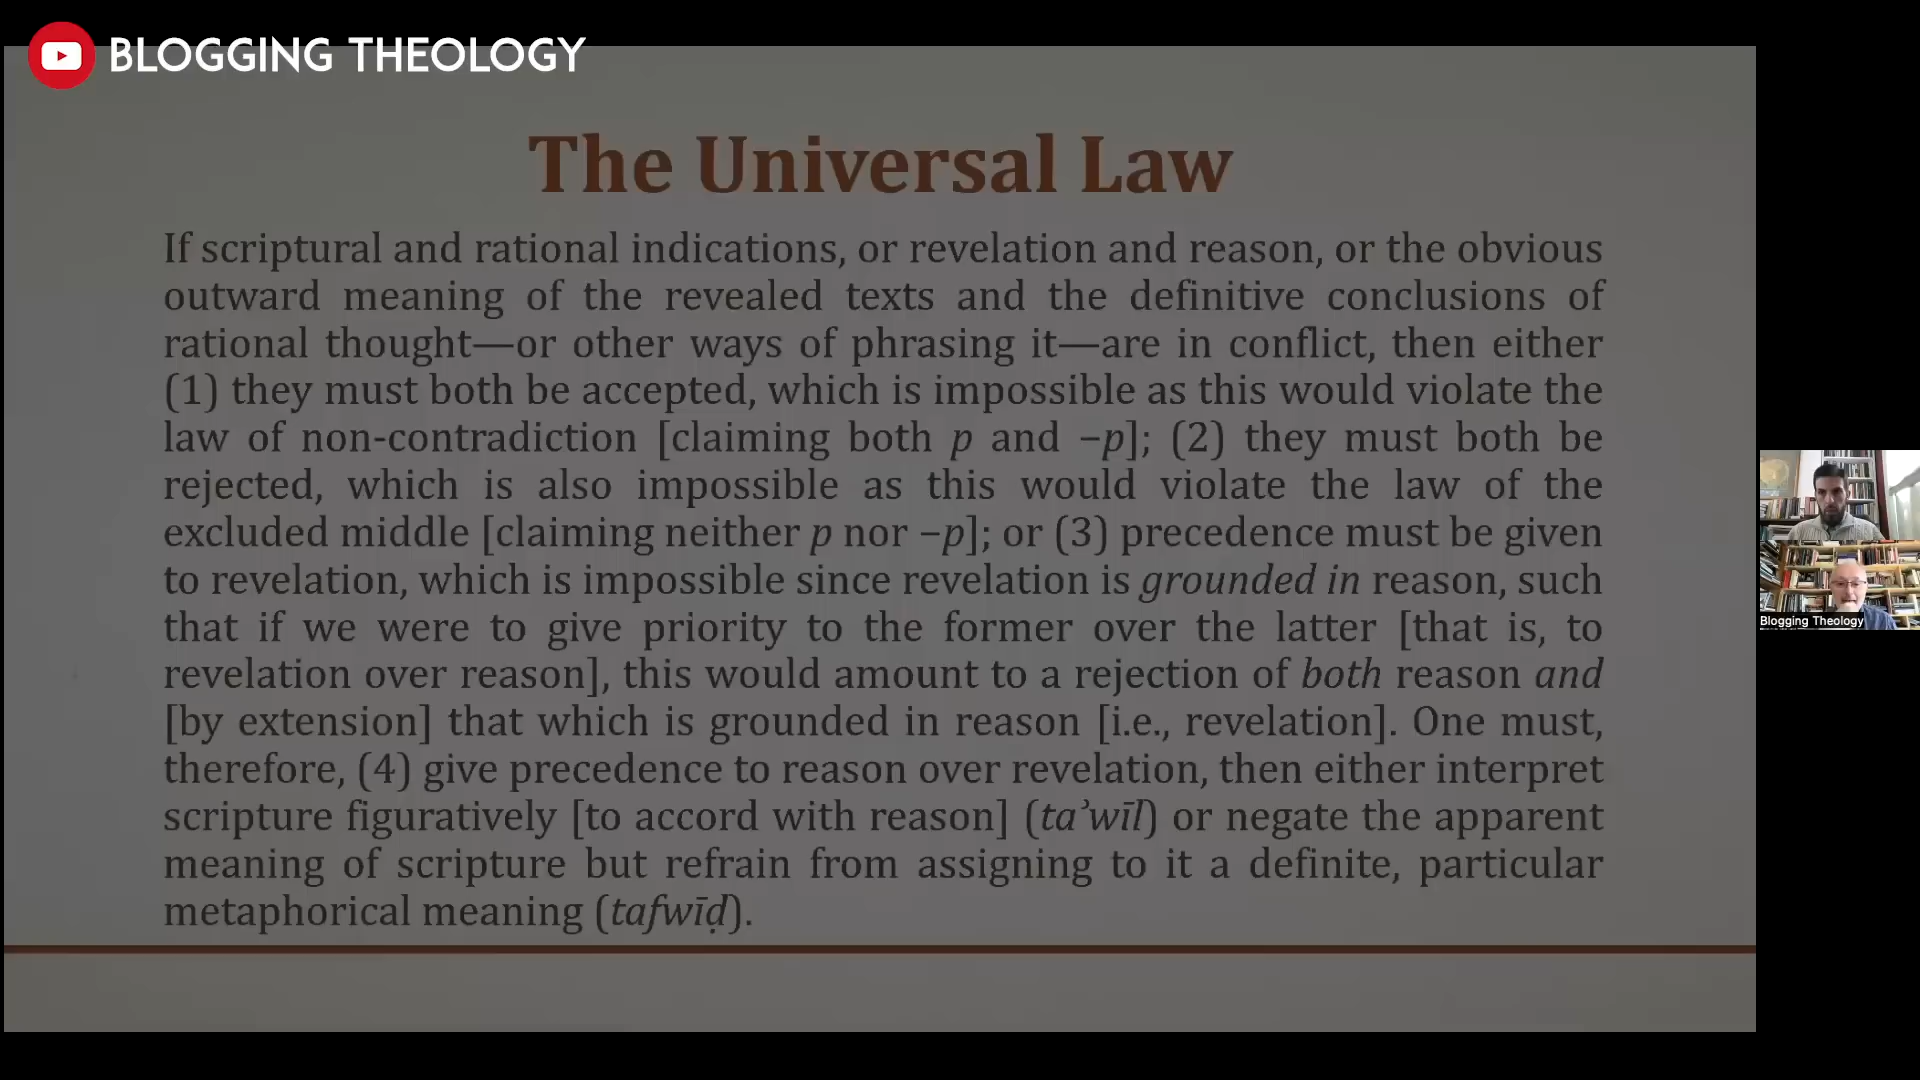 BLOGGING THEOLOGY
The Universal Law
If scriptural and rational indications, or revelation and reason, or the obvious
outward meaning of the revealed texts and the definitive conclusions of
rational thought—or other ways of phrasing it—are in conflict, then either
(1) they must both be accepted, which is impossible as this would violate the
law of non-contradiction [claiming both p and –p]; (2) they must both be
rejected, which is also impossible as this would violate the law of the
excluded middle [claiming neither p nor –p]; or (3) precedence must be given
to revelation, which is impossible since revelation is grounded in reason, such
that if we were to give priority to the former over the latter [that is, to
revelation over reason], this would amount to a rejection of both reason and
[by extension] that which is grounded in reason [i.e., revelation]. One must,
therefore, (4) give precedence to reason over revelation, then either interpret
scripture figuratively [to accord with reason] (taʾwīl) or negate the apparent
meaning of scripture but refrain from assigning to it a definite, particular
metaphorical meaning (tafwīḍ).
Blogging Theology